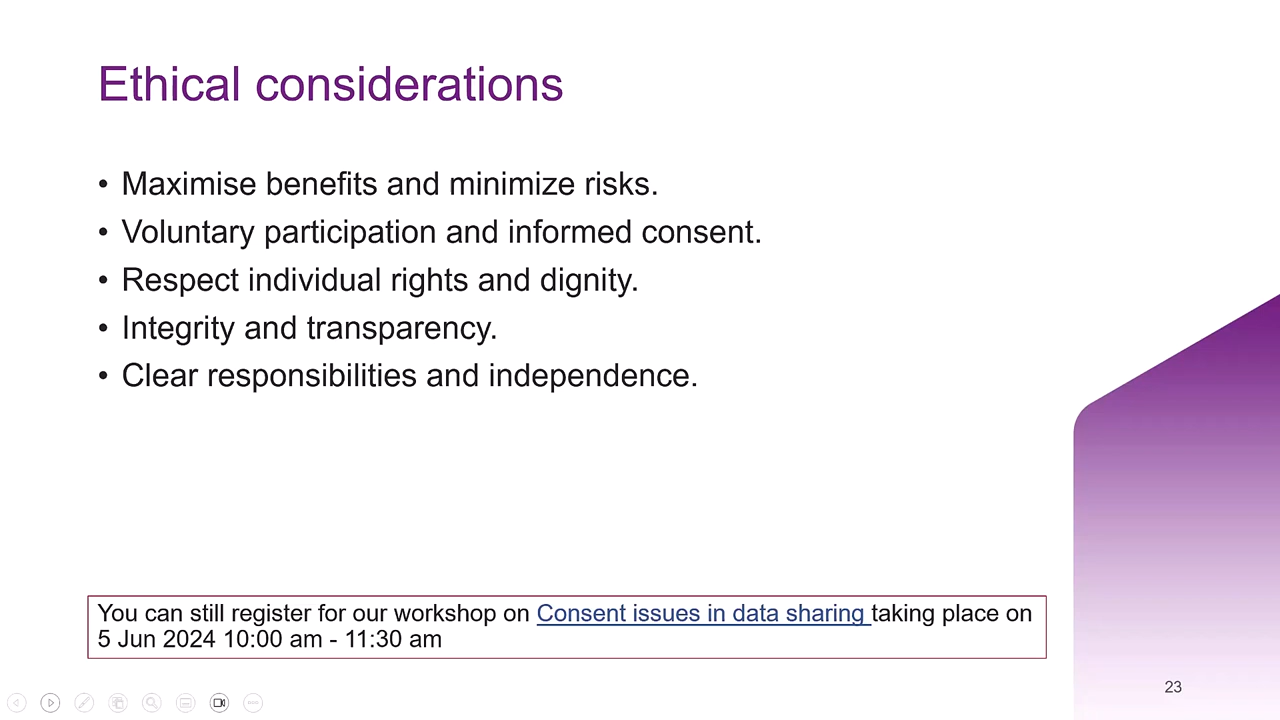 Ethical considerations
• Maximise benefits and minimize risks.
• Voluntary participation and informed consent.
• Respect individual rights and dignity.
• Integrity and transparency.
• Clear responsibilities and independence.
You can still register for our workshop on Consent issues in data sharing taking place on
5 Jun 2024 10:00 am - 11:30 am
23